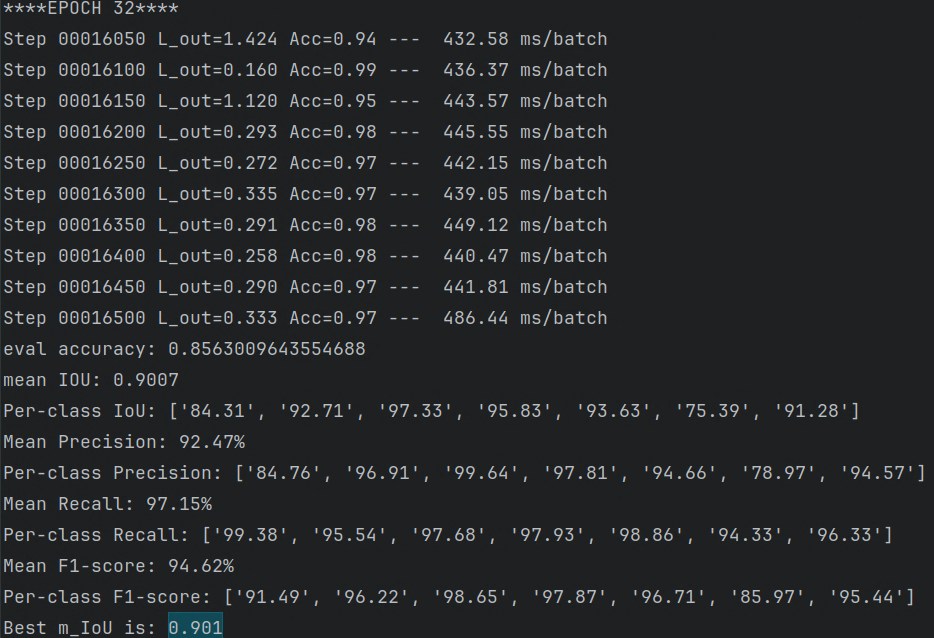 ****EPOCH 32****
Step 00016050 L_out=1.424 Acc=0.94 ---  432.58 ms/batch
Step 00016100 L_out=0.160 Acc=0.99 ---  436.37 ms/batch
Step 00016150 L_out=1.120 Acc=0.95 ---  443.57 ms/batch
Step 00016200 L_out=0.293 Acc=0.98 ---  445.55 ms/batch
Step 00016250 L_out=0.272 Acc=0.97 ---  442.15 ms/batch
Step 00016300 L_out=0.335 Acc=0.97 ---  439.05 ms/batch
Step 00016350 L_out=0.291 Acc=0.98 ---  449.12 ms/batch
Step 00016400 L_out=0.258 Acc=0.98 ---  440.47 ms/batch
Step 00016450 L_out=0.290 Acc=0.97 ---  441.81 ms/batch
Step 00016500 L_out=0.333 Acc=0.97 ---  486.44 ms/batch
eval accuracy: 0.8563009643554688
mean IOU: 0.9007
Per-class IoU: ['84.31', '92.71', '97.33', '95.83', '93.63', '75.39', '91.28']
Mean Precision: 92.47%
Per-class Precision: ['84.76', '96.91', '99.64', '97.81', '94.66', '78.97', '94.57']
Mean Recall: 97.15%
Per-class Recall: ['99.38', '95.54', '97.68', '97.93', '98.86', '94.33', '96.33']
Mean F1-score: 94.62%
Per-class F1-score: ['91.49', '96.22', '98.65', '97.87', '96.71', '85.97', '95.44']
Best m_IoU is: 0.901